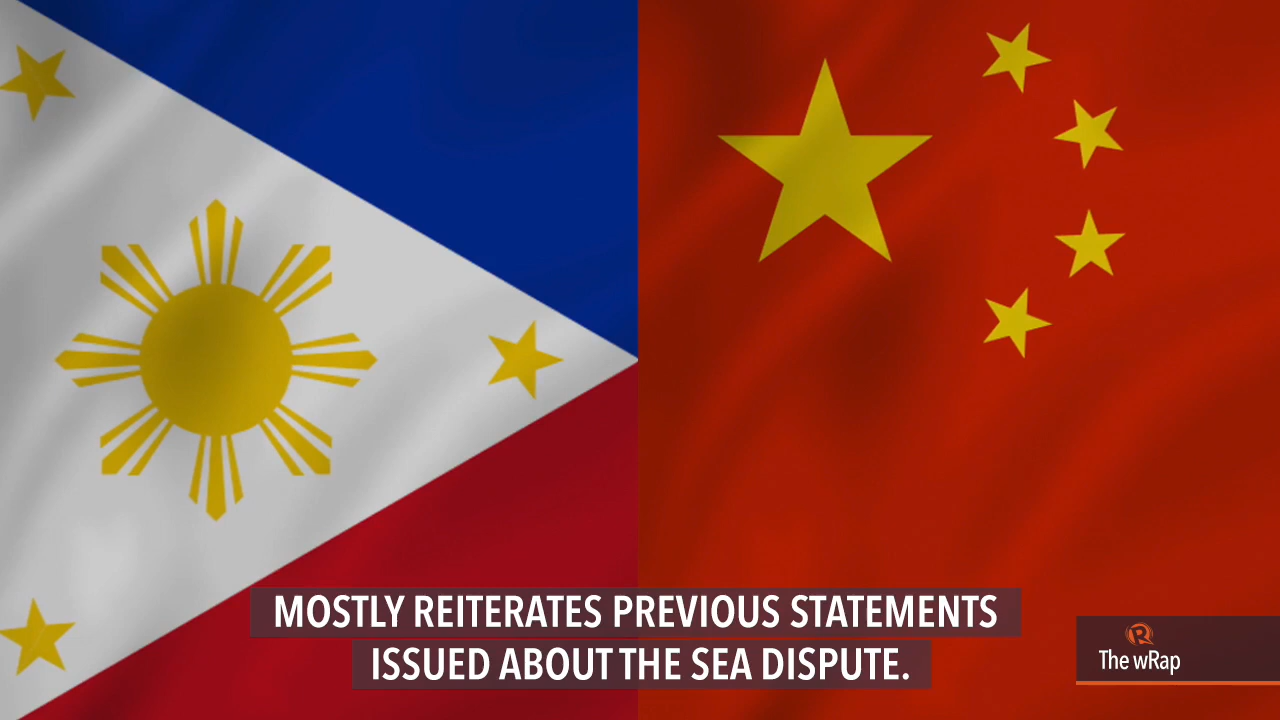 MOSTLY REITERATES PREVIOUS STATEMENTS
ISSUED ABOUT THE SEA DISPUTE.
R
The wRap